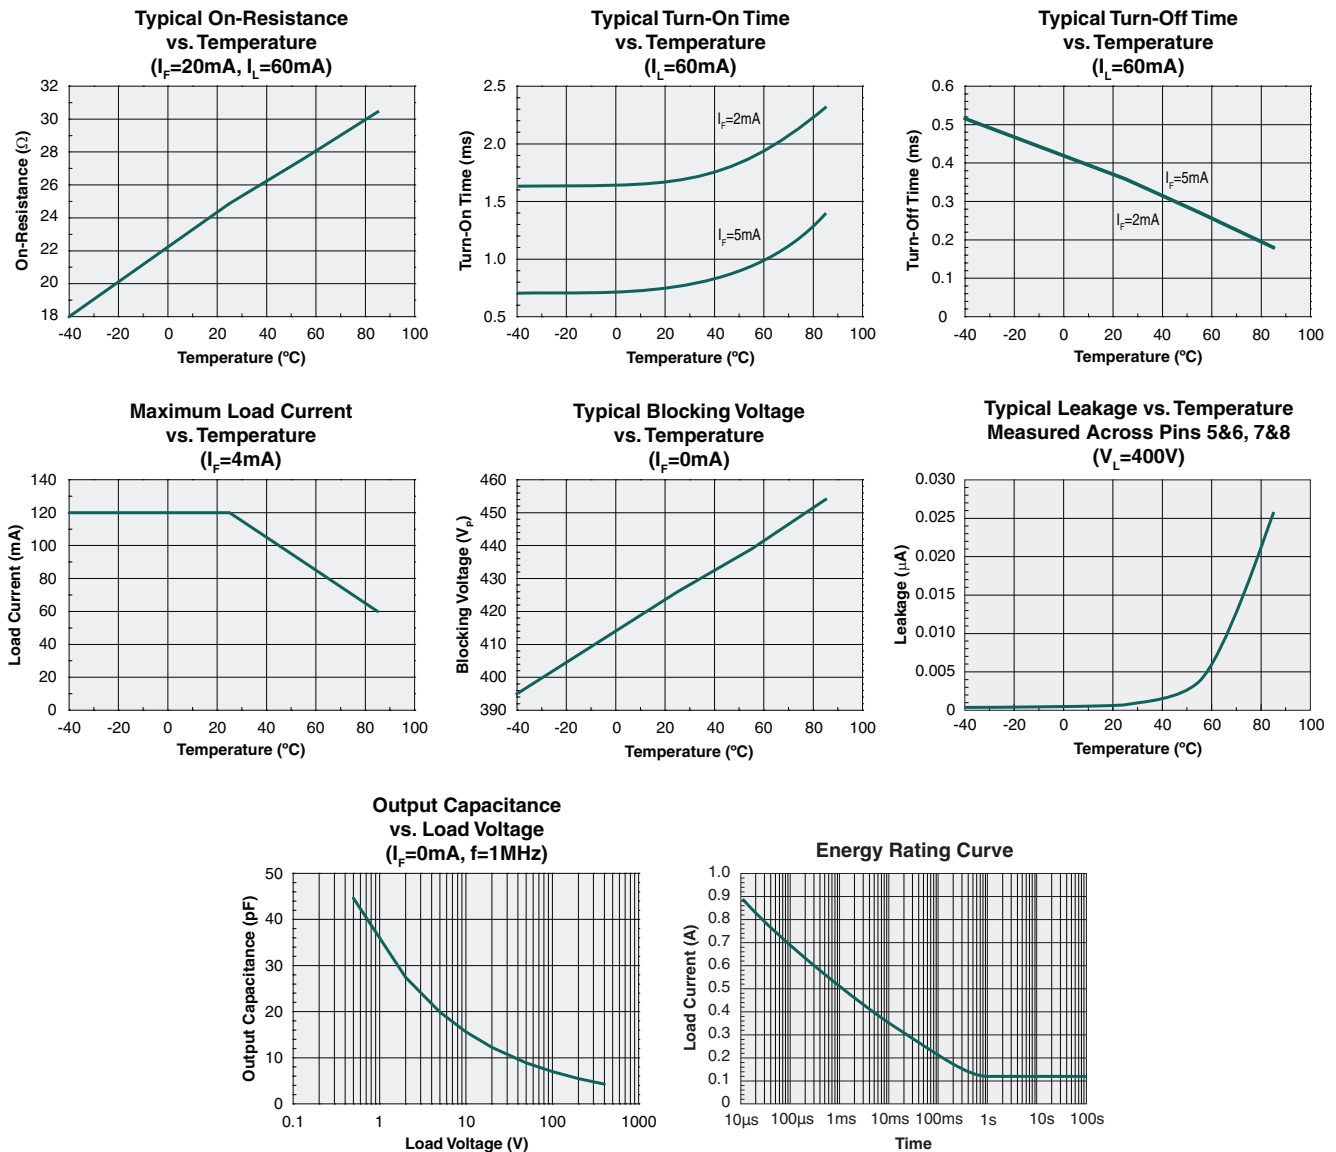 Typical On-Resistance
vs. Temperature
(IF=20mA, IL=60mA)
On-Resistance (Ω)
32
30
28
26
24
22
20
18
-40 -20 0 20 40 60 80 100
Temperature (ºC)
Typical Turn-On Time
vs. Temperature
(IL=60mA)
Turn-On Time (ms)
2.5
2.0
1.5
1.0
0.5
IF=2mA
IF=5mA
-40 -20 0 20 40 60 80 100
Temperature (ºC)
Typical Turn-Off Time
vs. Temperature
(IL=60mA)
Turn-Off Time (ms)
0.6
0.5
0.4
0.3
0.2
0.1
0
IF=5mA
IF=2mA
-40 -20 0 20 40 60 80 100
Temperature (ºC)
Maximum Load Current
vs. Temperature
(IF=4mA)
Load Current (mA)
140
120
100
80
60
40
20
0
-40 -20 0 20 40 60 80 100
Temperature (ºC)
Typical Blocking Voltage
vs. Temperature
(IF=0mA)
Blocking Voltage (VP)
460
450
440
430
420
410
400
390
-40 -20 0 20 40 60 80 100
Temperature (ºC)
Typical Leakage vs. Temperature
Measured Across Pins 5&6, 7&8
(VL=400V)
Leakage (μA)
0.030
0.025
0.020
0.015
0.010
0.005
0
-40 -20 0 20 40 60 80 100
Temperature (ºC)
Output Capacitance
vs. Load Voltage
(IF=0mA, f=1MHz)
Output Capacitance (pF)
50
40
30
20
10
0
0.1 1 10 100 1000
Load Voltage (V)
Energy Rating Curve
Load Current (A)
1.0
0.9
0.8
0.7
0.6
0.5
0.4
0.3
0.2
0.1
0
10μs 100μs 1ms 10ms 100ms 1s 10s 100s
Time